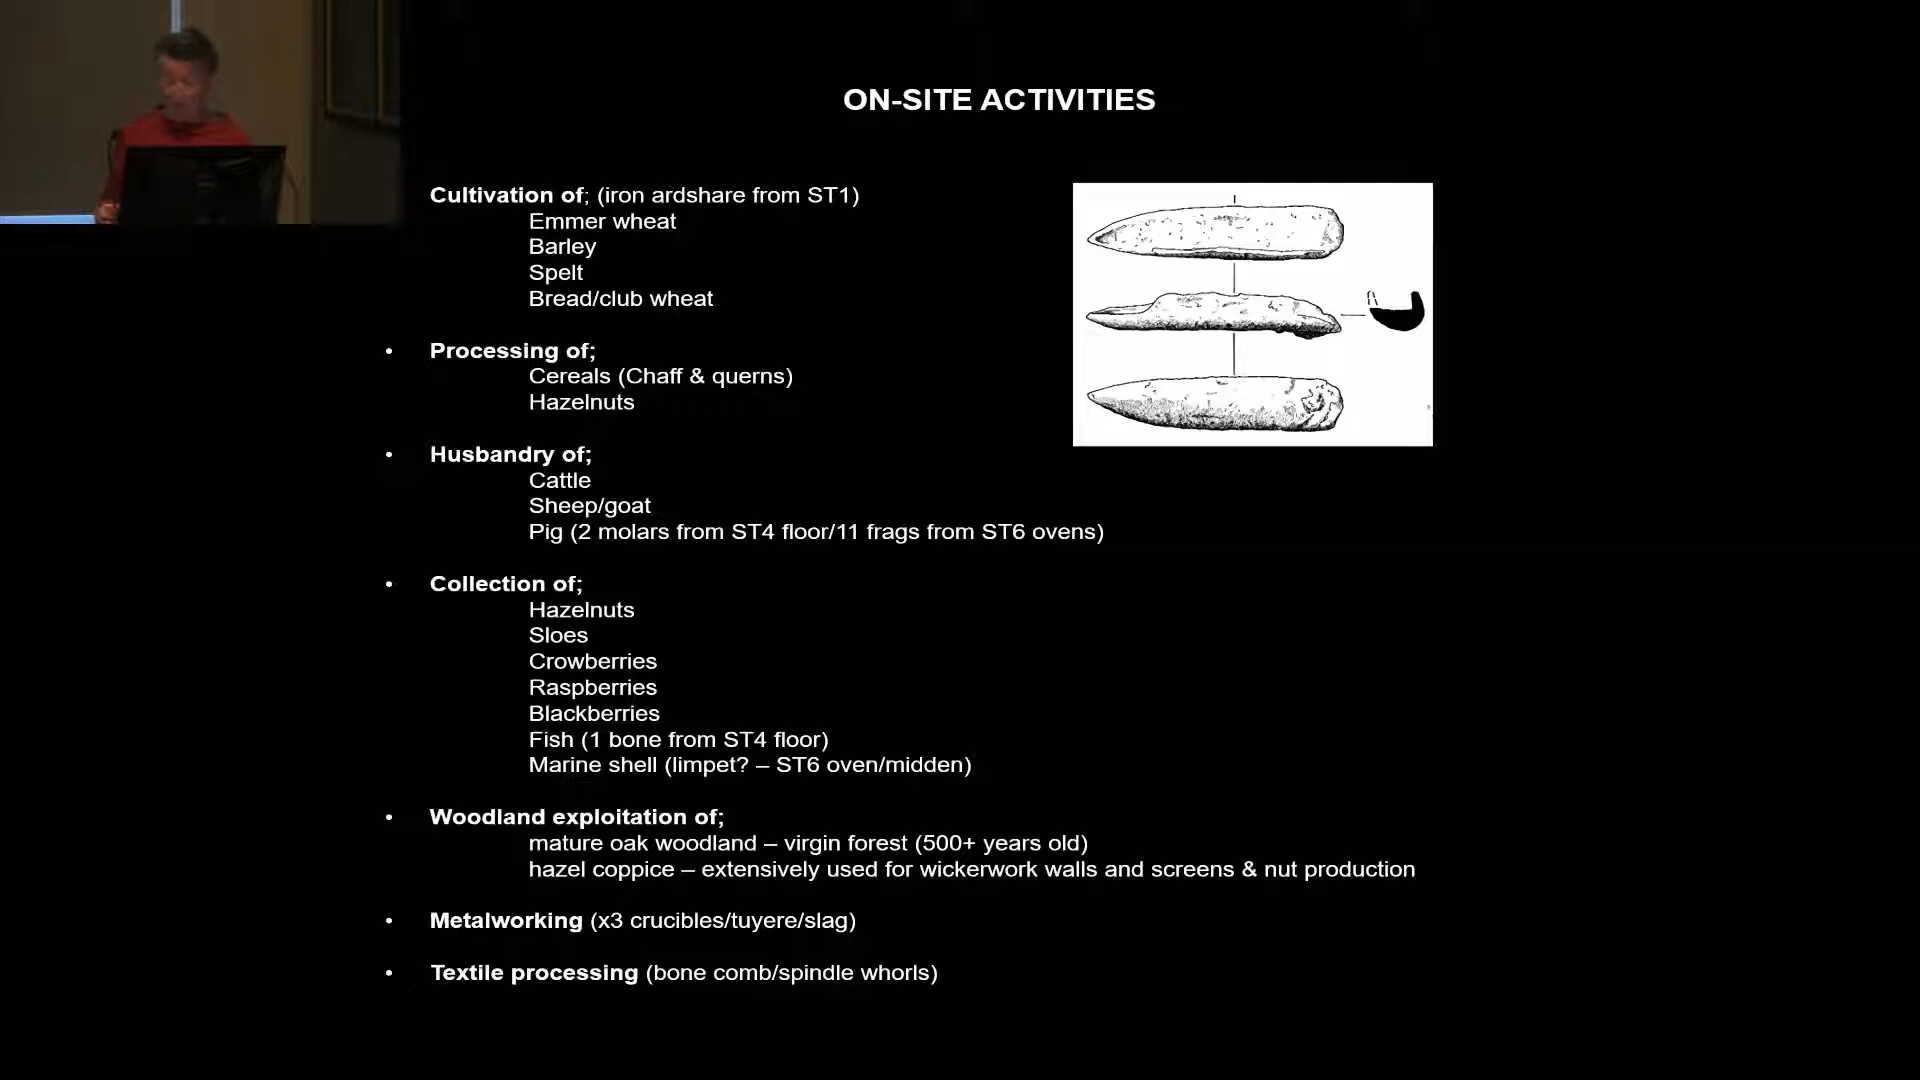 ON-SITE ACTIVITIES
Cultivation of; (iron ardshare from ST1)
Emmer wheat
Barley
Spelt
Bread/club wheat
• Processing of;
Cereals (Chaff & querns)
Hazelnuts
• Husbandry of;
Cattle
Sheep/goat
Pig (2 molars from ST4 floor/11 frags from ST6 ovens)
• Collection of;
Hazelnuts
Sloes
Crowberries
Raspberries
Blackberries
Fish (1 bone from ST4 floor)
Marine shell (limpet? – ST6 oven/midden)
• Woodland exploitation of;
mature oak woodland – virgin forest (500+ years old)
hazel coppice – extensively used for wickerwork walls and screens & nut production
• Metalworking (x3 crucibles/tuyere/slag)
• Textile processing (bone comb/spindle whorls)